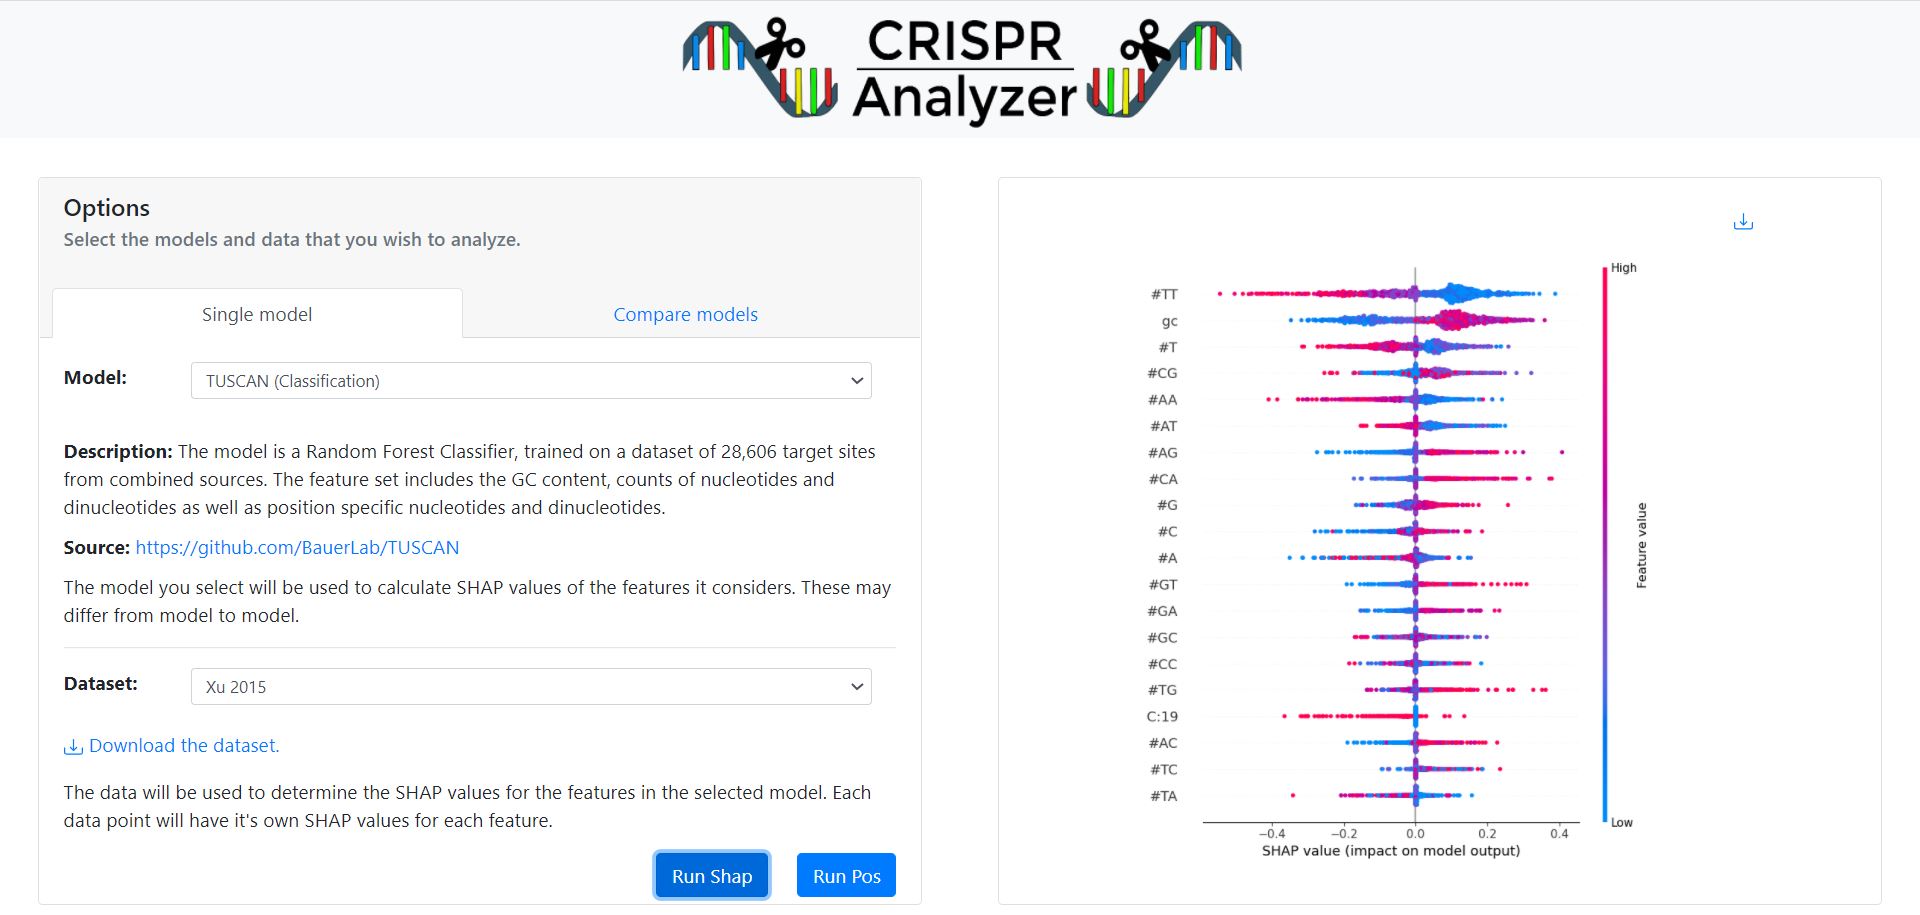 CRISPR
Analyzer
Options
Select the models and data that you wish to analyze.
Single model
Compare models
Model:
TUSCAN (Classification)
Description: The model is a Random Forest Classifier, trained on a dataset of 28,606 target sites
from combined sources. The feature set includes the GC content, counts of nucleotides and
dinucleotides as well as position specific nucleotides and dinucleotides.
Source: https://github.com/BauerLab/TUSCAN
The model you select will be used to calculate SHAP values of the features it considers. These may
differ from model to model.
Dataset:
Xu 2015
Download the dataset.
The data will be used to determine the SHAP values for the features in the selected model. Each
data point will have it's own SHAP values for each feature.
Run Shap
Run Pos
High
#TT
gc
#T
#CG
#AA
#AT
#AG
#CA
#G
#C
#A
#GT
#GA
#GC
#CC
#TG
C:19
#AC
#TC
#TA
Low
Feature value
−0.4 −0.2 0.0 0.2 0.4
SHAP value (impact on model output)